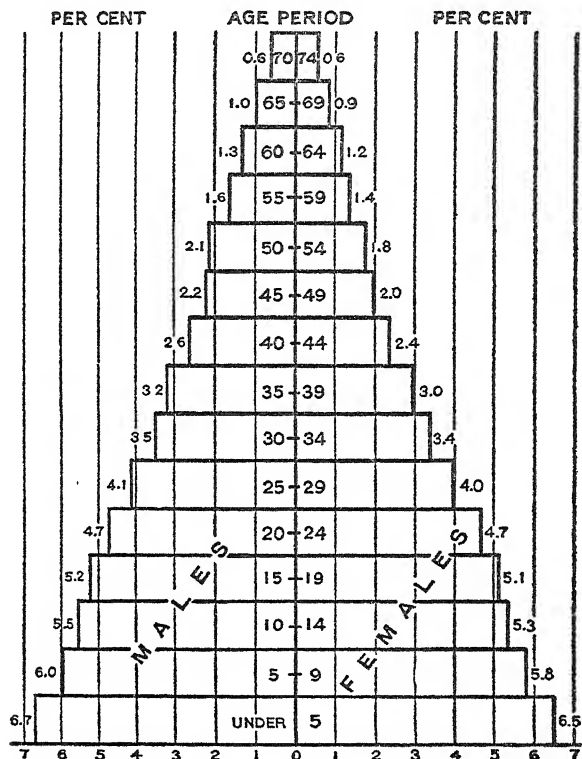 PER CENT AGE PERIOD PER CENT
0.6 70 74 0.6
1.0 65-69 0.9
1.3 60-64 1.2
1.6 55-59 1.4
2.1 50-54 1.8
2.2 45-49 2.0
2 6 40-44 2.4
3 2 35-39 3.0
3 5 30-34 3.4
4.1 25-29 4.0
4.7 20-24 4.7
5.2 15-19 5.1
5.5 10-14 5.3
6.0 5-9 5.8
6.7 UNDER 5 6.5
MALES
FEMALES
7 6 5 4 3 2 1 0 1 2 3 4 5 6 7